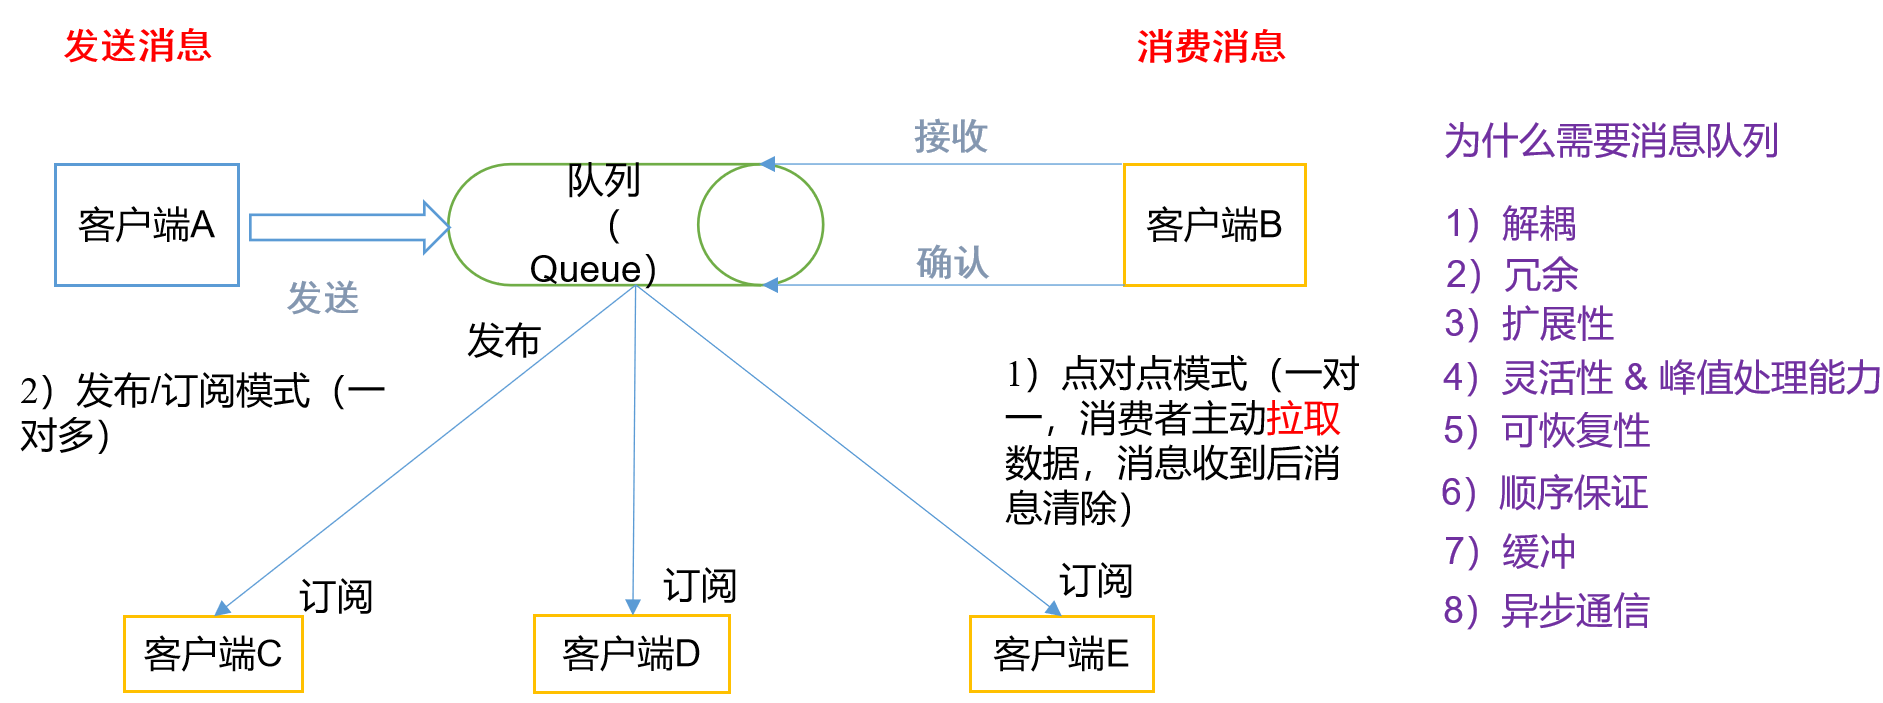 发送消息
消费消息
接收
客户端A
队列
（
Queue）
客户端B
发送
确认
发布
2）发布/订阅模式（一
对多）
1）点对点模式（一对
一，消费者主动拉取
数据，消息收到后消
息清除）
订阅
订阅
订阅
客户端C
客户端D
客户端E
为什么需要消息队列
1）解耦
2）冗余
3）扩展性
4）灵活性 & 峰值处理能力
5）可恢复性
6）顺序保证
7）缓冲
8）异步通信